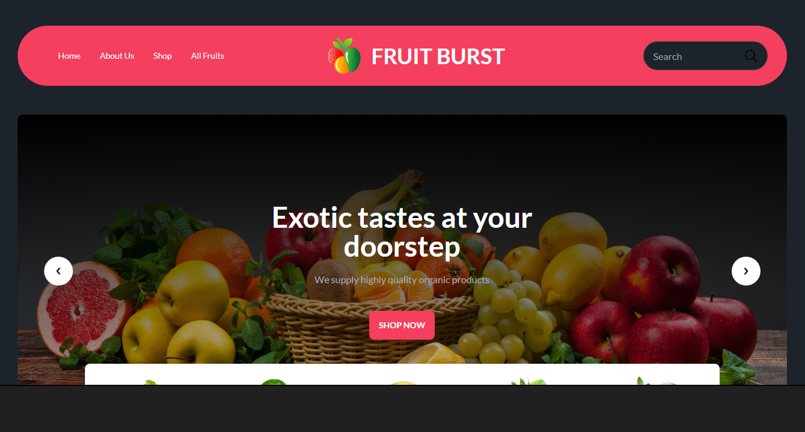 Home
About Us
Shop
All Fruits
FRUIT BURST
Search
Exotic tastes at your
doorstep
We supply highly quality organic products
SHOP NOW